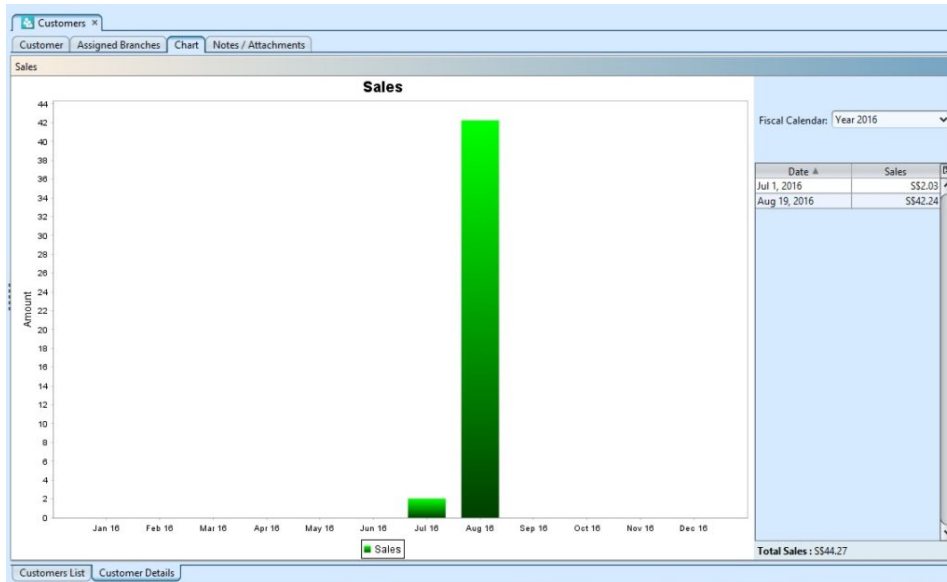 Customers ×
Customer Assigned Branches Chart Notes / Attachments
Sales
Sales
Amount
44
42
40
38
36
34
32
30
28
26
24
22
20
18
16
14
12
10
8
6
4
2
0
Jan 16 Feb 16 Mar 16 Apr 16 May 16 Jun 16 Jul 16 Aug 16 Sep 16 Oct 16 Nov 16 Dec 16
Sales
Fiscal Calendar: Year 2016
Date Sales
Jul 1, 2016 S$2.03
Aug 19, 2016 S$42.24
Total Sales : S$44.27
Customers List Customer Details